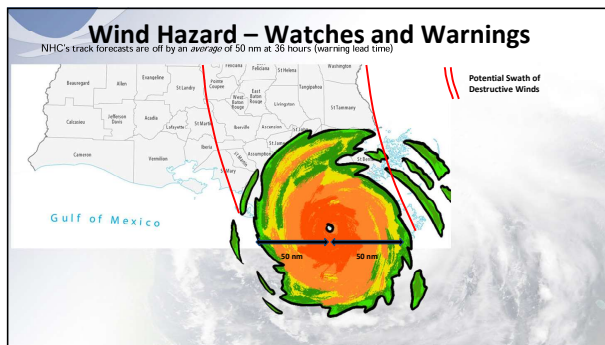 Wind Hazard – Watches and Warnings
NHC's track forecasts are off by an average of 50 nm at 36 hours (warning lead time)
Potential Swath of
Destructive Winds
Beauregard
Allen
Evangeline
St Landry
Pointe
Coupee
Feliciana
Feliciana
St Helena
Washington
Tangipahoa
West
Baton
Rouge
East
Baton
Rouge
Livingston
St Tammany
Calcasieu
Jefferson
Davis
Acadia
Lafayette
St Martin
Iberville
Ascension
Cameron
Vermilion
Iberia
Assumption
St Mary
Gulf of Mexico
50 nm
50 nm